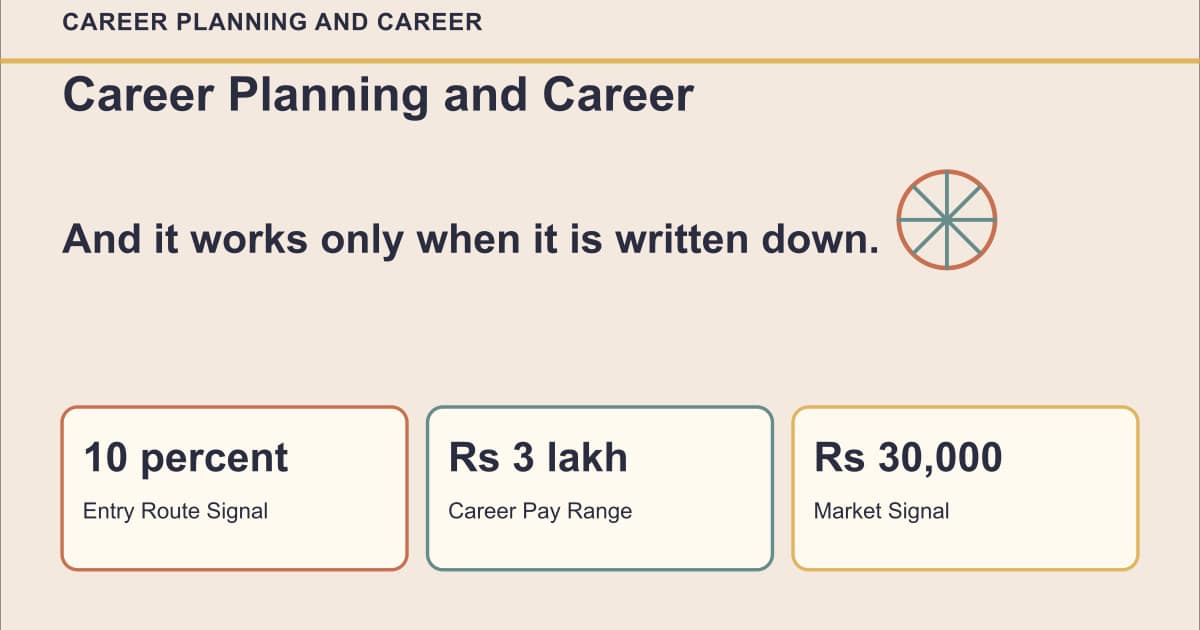 CAREER PLANNING AND CAREER
Career Planning and Career
And it works only when it is written down.
10 percent
Entry Route Signal
Rs 3 lakh
Career Pay Range
Rs 30,000
Market Signal